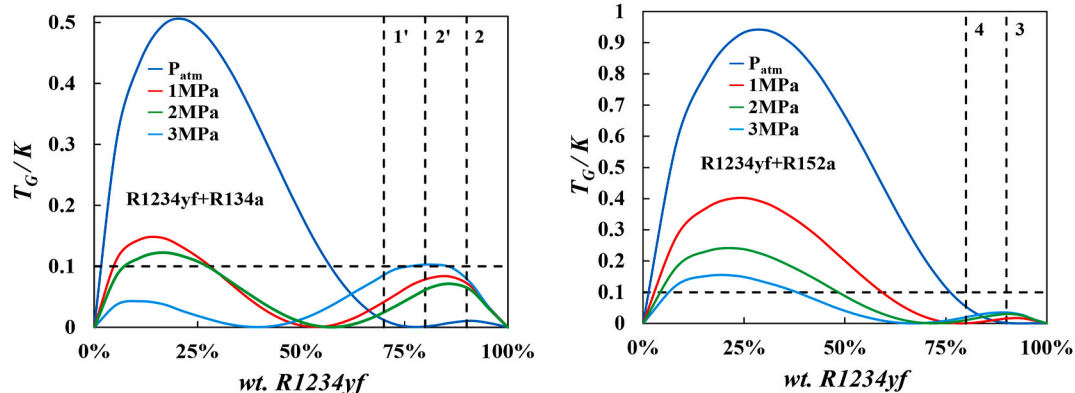 0.5
0.4
0.3
0.2
0.1
0
T_G / K
1'
2'
2
P_atm
1MPa
2MPa
3MPa
R1234yf+R134a
0%
25%
50%
75%
100%
wt. R1234yf
1
0.9
0.8
0.7
0.6
0.5
0.4
0.3
0.2
0.1
0
T_G / K
4
3
P_atm
1MPa
2MPa
3MPa
R1234yf+R152a
0%
25%
50%
75%
100%
wt. R1234yf